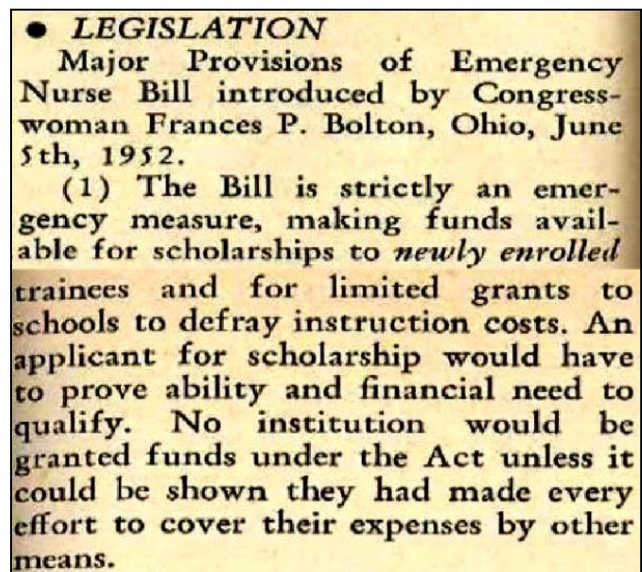 • LEGISLATION
Major Provisions of Emergency
Nurse Bill introduced by Congress-
woman Frances P. Bolton, Ohio, June
5th, 1952.
(1) The Bill is strictly an emer-
gency measure, making funds avail-
able for scholarships to newly enrolled
trainees and for limited grants to
schools to defray instruction costs. An
applicant for scholarship would have
to prove ability and financial need to
qualify. No institution would be
granted funds under the Act unless it
could be shown they had made every
effort to cover their expenses by other
means.